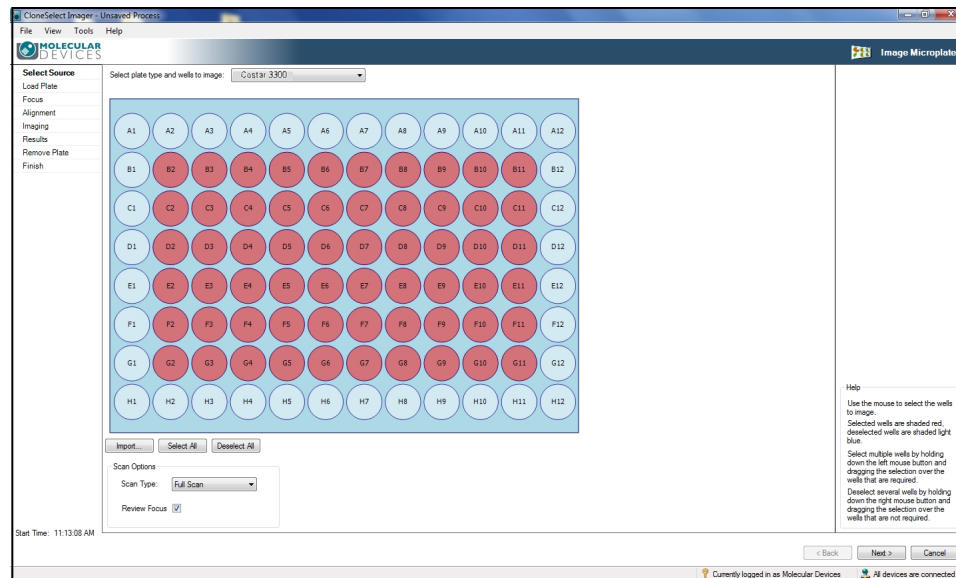 CloneSelect Imager - Unsaved Process
File View Tools Help
MOLECULAR
DEVICES
Image Microplate
Select Source
Load Plate
Focus
Alignment
Imaging
Results
Remove Plate
Finish
Select plate type and wells to image: Costar 3300
A1 A2 A3 A4 A5 A6 A7 A8 A9 A10 A11 A12
B1 B2 B3 B4 B5 B6 B7 B8 B9 B10 B11 B12
C1 C2 C3 C4 C5 C6 C7 C8 C9 C10 C11 C12
D1 D2 D3 D4 D5 D6 D7 D8 D9 D10 D11 D12
E1 E2 E3 E4 E5 E6 E7 E8 E9 E10 E11 E12
F1 F2 F3 F4 F5 F6 F7 F8 F9 F10 F11 F12
G1 G2 G3 G4 G5 G6 G7 G8 G9 G10 G11 G12
H1 H2 H3 H4 H5 H6 H7 H8 H9 H10 H11 H12
Import... Select All Deselect All
Scan Options
Scan Type: Full Scan
Review Focus
Help
Use the mouse to select the wells
to image.
Selected wells are shaded red,
deselected wells are shaded light
blue.
Select multiple wells by holding
down the left mouse button and
dragging the selection over the
wells that are required.
Deselect several wells by holding
down the right mouse button and
dragging the selection over the
wells that are not required.
Start Time: 11:13:08 AM
< Back Next > Cancel
Currently logged in as Molecular Devices All devices are connected